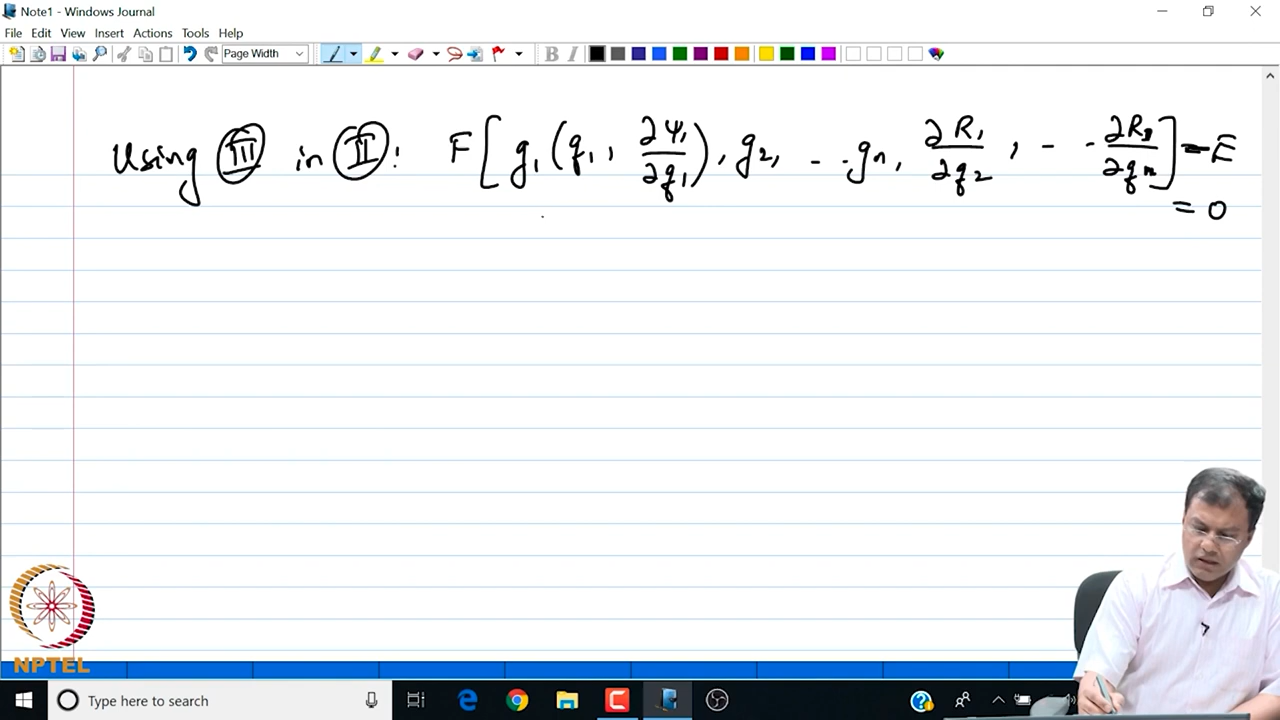 Note1 - Windows Journal
File Edit View Insert Actions Tools Help
Page Width B I
Using III in II : F [ g₁ ( q₁ , ∂ψ₁/∂q₁ ) , g₂ , - - gₙ , ∂R₁/∂q₂ , - - ∂R₁/∂qₙ ] - E
= 0
NPTEL
Type here to search